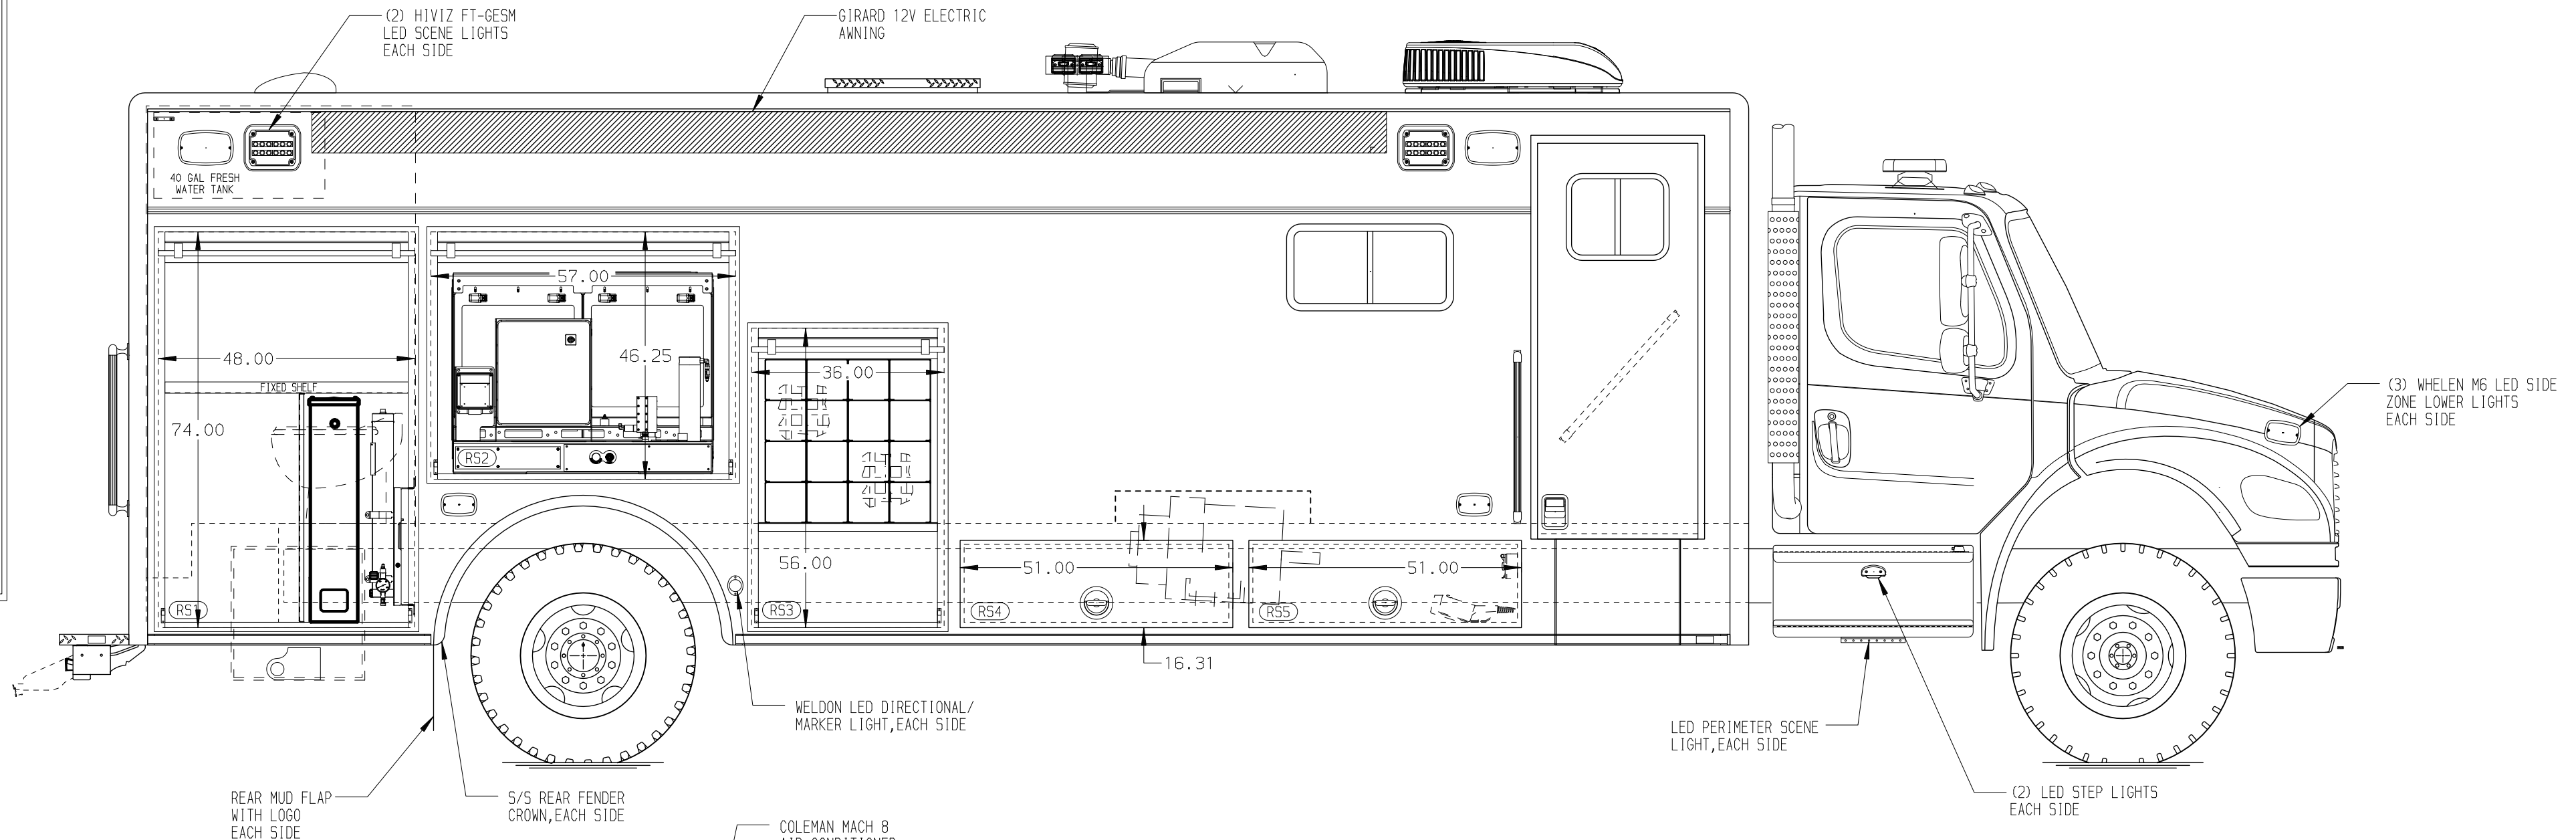 (2) HIVIZ FT-GESM
LED SCENE LIGHTS
EACH SIDE
GIRARD 12V ELECTRIC
AWNING
40 GAL FRESH
WATER TANK
57.00
46.25
48.00
FIXED SHELF
36.00
74.00
(3) WHELEN M6 LED SIDE
ZONE LOWER LIGHTS
EACH SIDE
RS2
56.00
51.00
51.00
RS1
RS3
RS4
RS5
16.31
WELDON LED DIRECTIONAL/
MARKER LIGHT,EACH SIDE
LED PERIMETER SCENE
LIGHT,EACH SIDE
REAR MUD FLAP
WITH LOGO
EACH SIDE
S/S REAR FENDER
CROWN,EACH SIDE
(2) LED STEP LIGHTS
EACH SIDE
COLEMAN MACH 8
AIR CONDITIONER